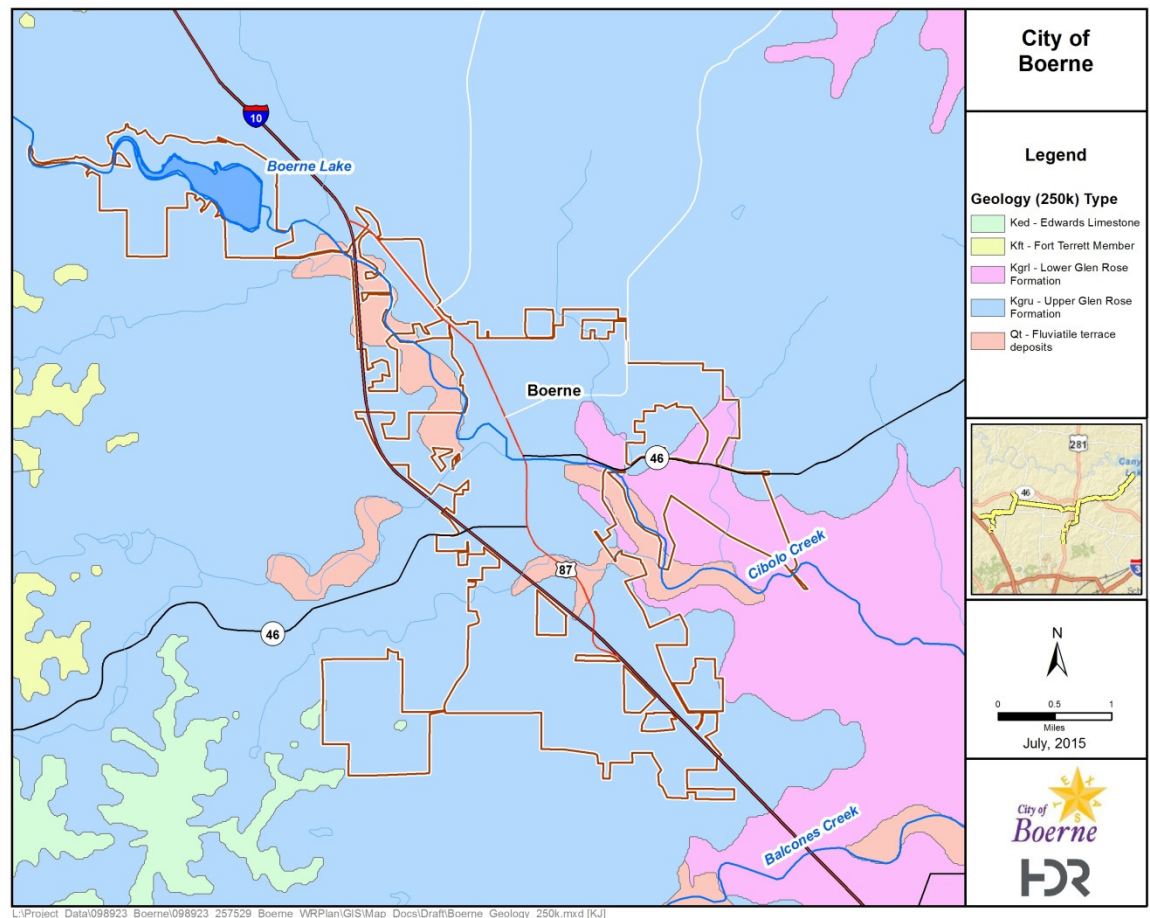 City of
Boerne
Legend
Geology (250k) Type
Ked - Edwards Limestone
Kft - Fort Terrett Member
Kgrl - Lower Glen Rose
Formation
Kgru - Upper Glen Rose
Formation
Qt - Fluviatile terrace
deposits
10
Boerne Lake
Boerne
46
Cibolo Creek
87
46
Balcones Creek
281
46
N
0 0.5 1
Miles
July, 2015
TEXAS
City of
Boerne
HDR
L:\Project_Data\098923_Boerne\098923_257529_Boerne_WRPlan\GIS\Map_Docs\Draft\Boerne_Geology_250k.mxd [KJ]